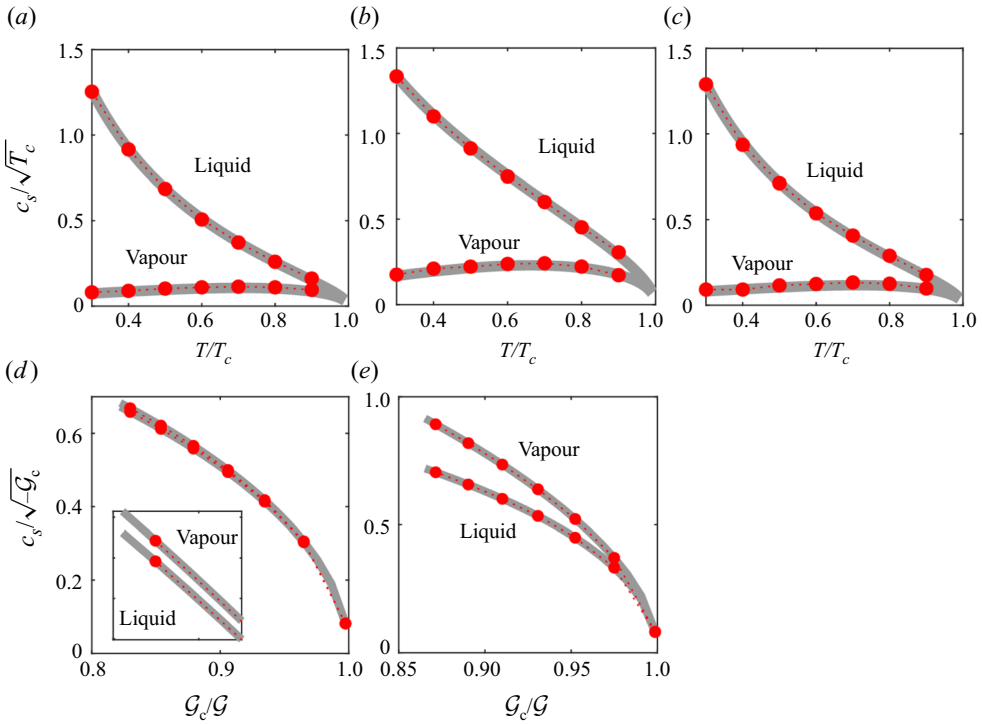 (a) (b) (c)
1.5 1.5 1.5
1.0 1.0 1.0
0.5 0.5 0.5
0 0 0
c_s/√T_c
Liquid Liquid Liquid
Vapour Vapour Vapour
0.4 0.6 0.8 1.0 0.4 0.6 0.8 1.0 0.4 0.6 0.8 1.0
T/T_c T/T_c T/T_c
(d) (e)
0.6 1.0
0.4 0.5
0.2
0 0
c_s/√–𝒢_c
Vapour Vapour
Liquid Liquid
0.8 0.9 1.0 0.85 0.90 0.95 1.0
𝒢_c/𝒢 𝒢_c/𝒢